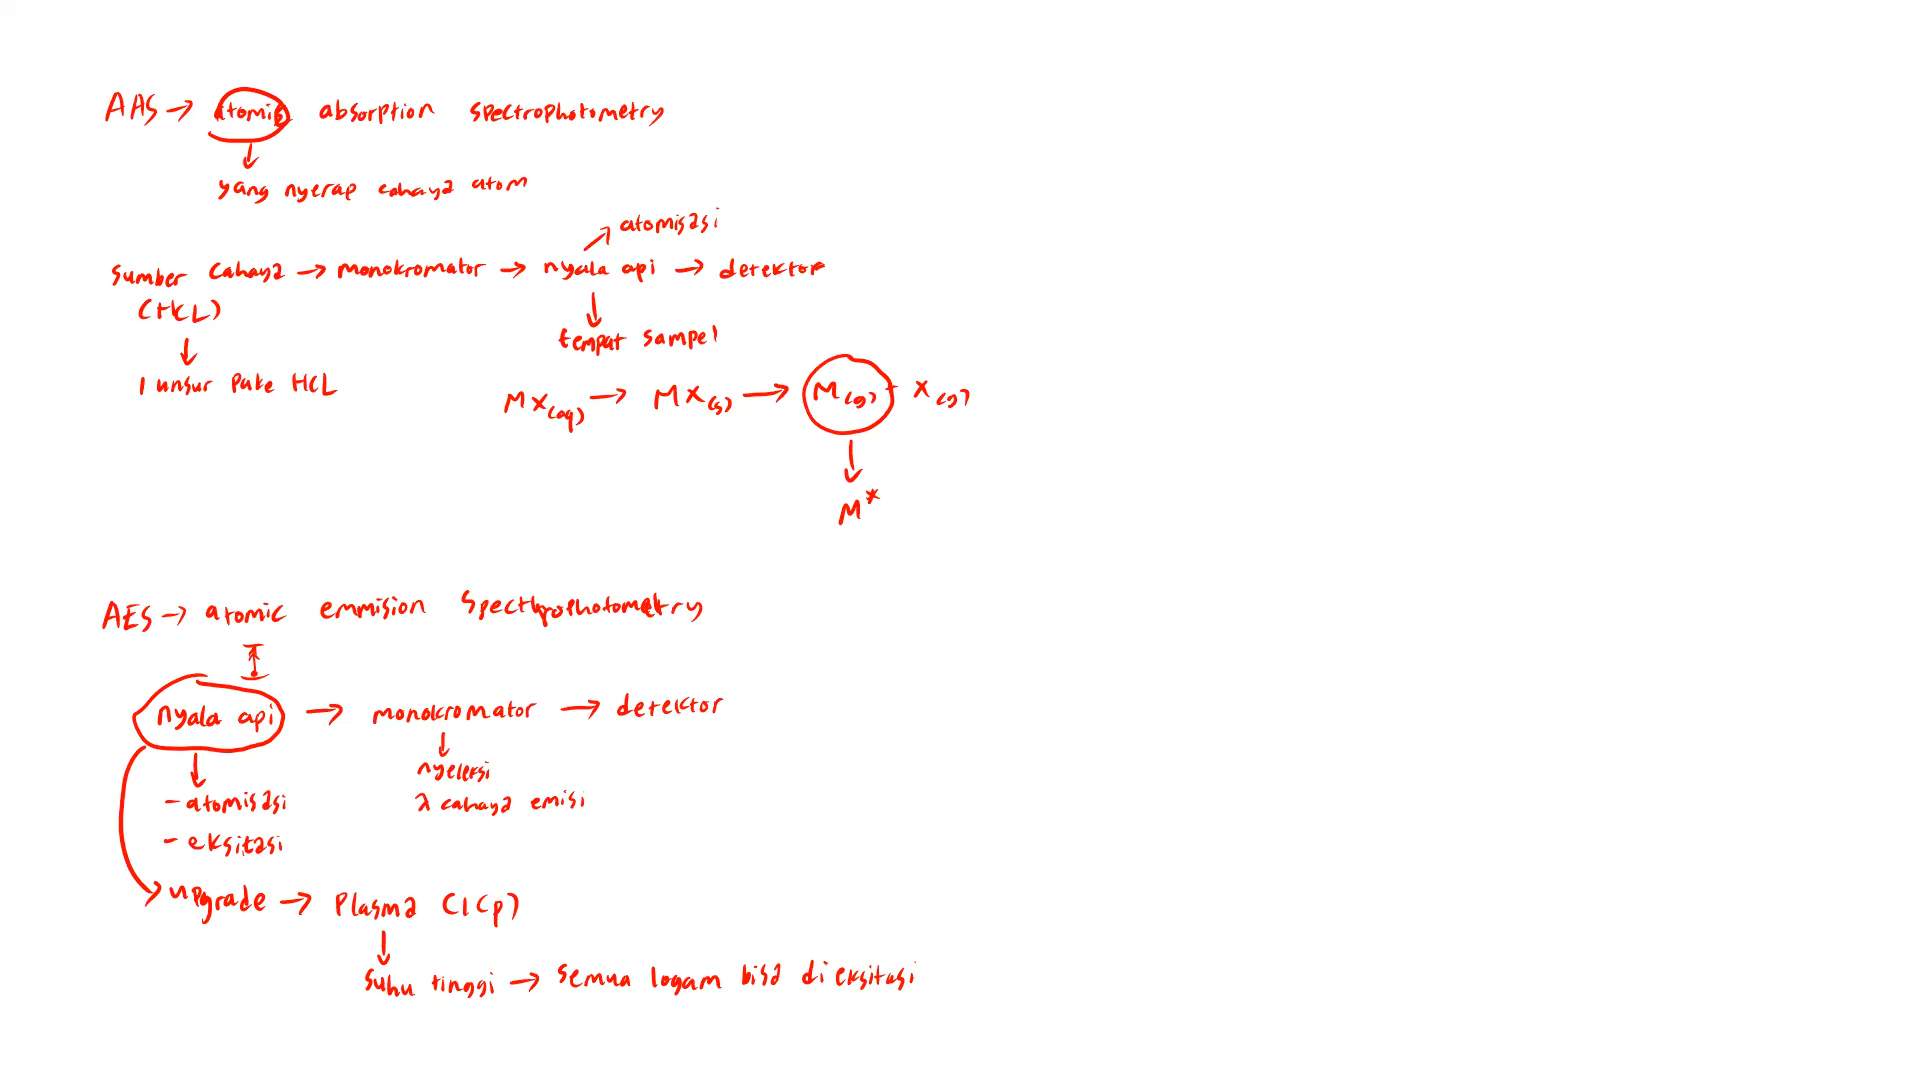 AAS → atomic absorption spectrophotometry
yang nyerap cahaya atom
atomisasi
sumber cahaya → monokromator → nyala api → detektor
(HCL)
tempat sampel
1 unsur pake HCL
MX(aq) → MX(s) → M(g) + X(g)
M*
AES → atomic emmision spectrophotometry
nyala api → monokromator → detektor
nyeleksi
- atomisasi
λ cahaya emisi
- eksitasi
upgrade → plasma (ICP)
suhu tinggi → semua logam bisa dieksitasi